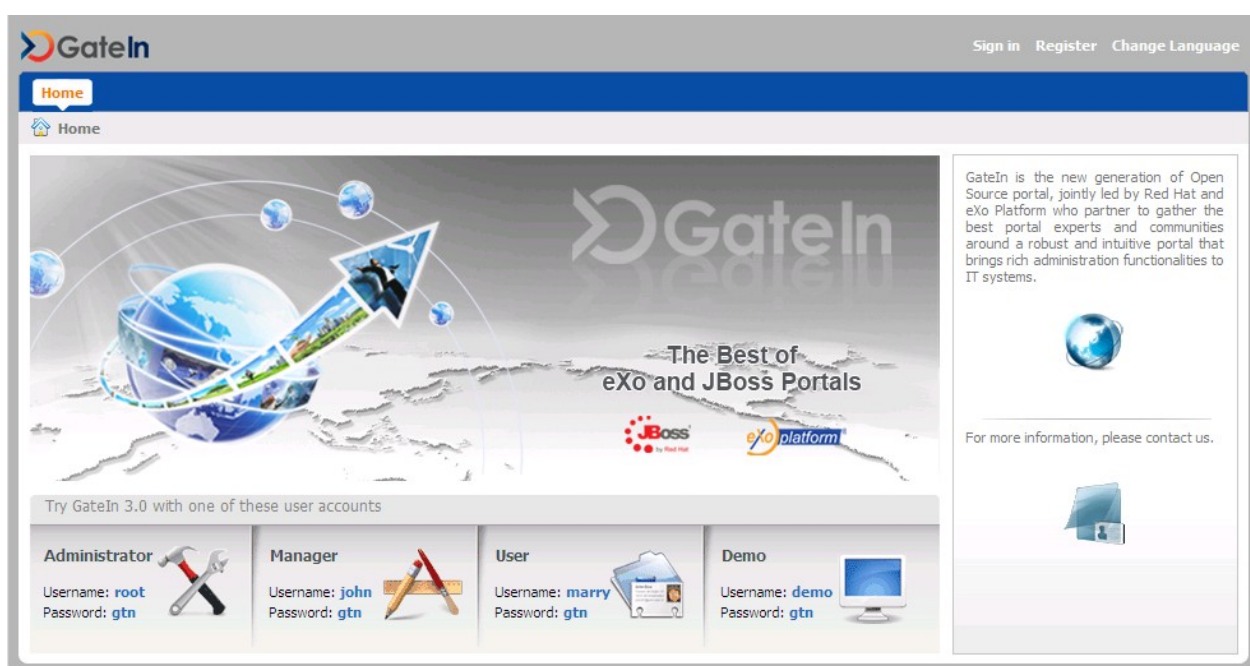 GateIn
Sign in Register Change Language
Home
Home
GateIn
The Best of
eXo and JBoss Portals
JBoss
by Red Hat
eXo platform
GateIn is the new generation of Open
Source portal, jointly led by Red Hat and
eXo Platform who partner to gather the
best portal experts and communities
around a robust and intuitive portal that
brings rich administration functionalities to
IT systems.
For more information, please contact us.
Try GateIn 3.0 with one of these user accounts
Administrator
Username: root
Password: gtn
Manager
Username: john
Password: gtn
User
Username: marry
Password: gtn
Demo
Username: demo
Password: gtn